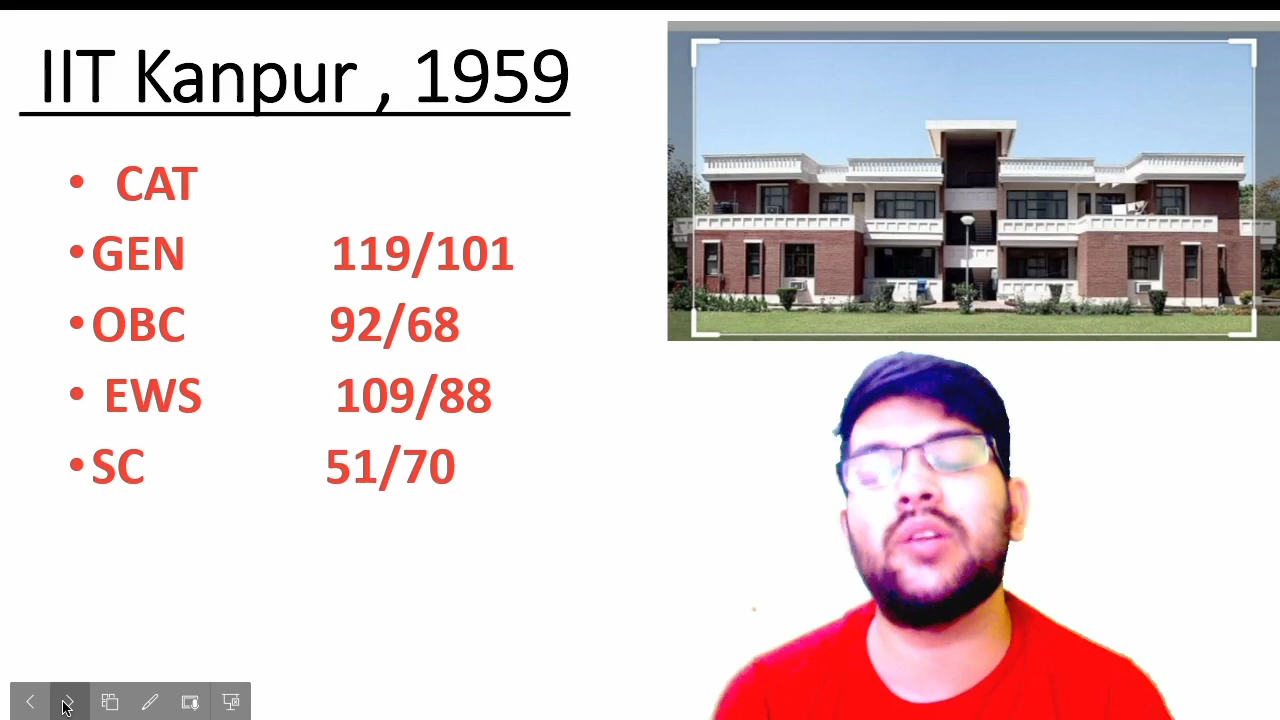 IIT Kanpur , 1959
• CAT
• GEN 119/101
• OBC 92/68
• EWS 109/88
• SC 51/70